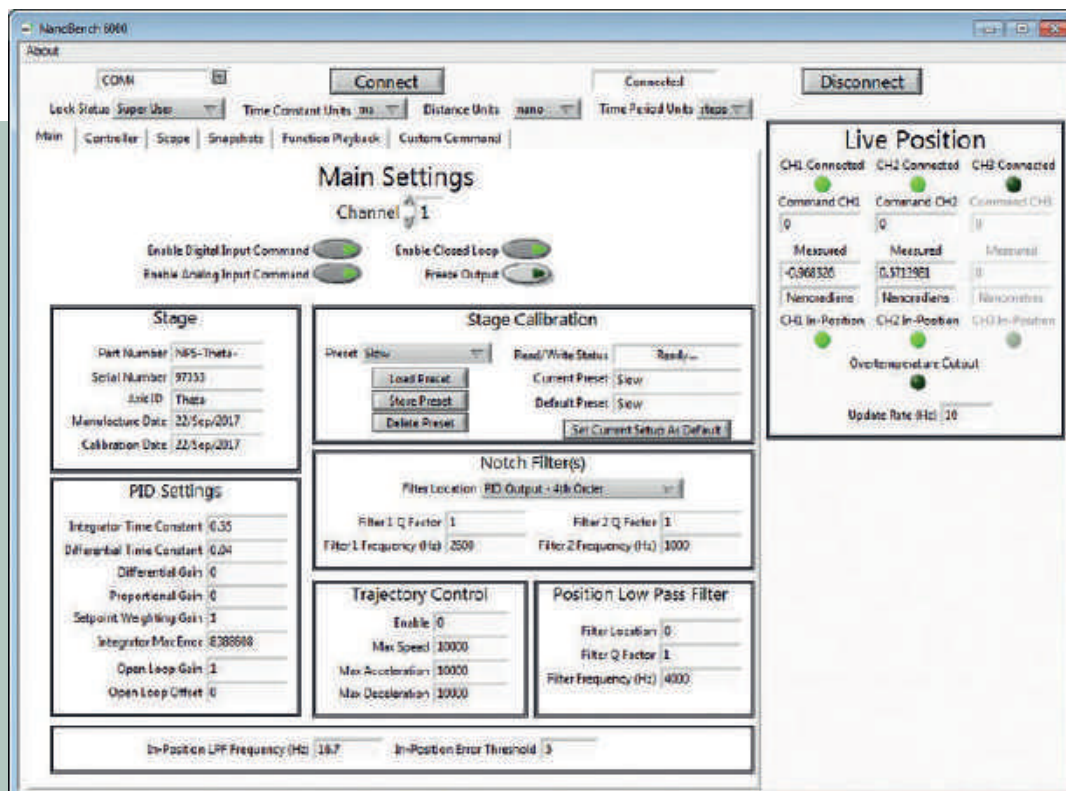 NanoBench 6000
About
COM4
Connect
Connected
Disconnect
Lock Status Super User Time Constant Units ms Distance Units nano Time Period Units steps
Main Controller Scope Snapshots Function Playback Custom Command
Main Settings
Channel 1
Enable Digital Input Command Enable Closed Loop
Enable Analog Input Command Freeze Output
Stage
Part Number NPS-Theta-
Serial Number 97353
Axis ID Theta
Manufacture Date 22/Sep/2017
Calibration Date 22/Sep/2017
Stage Calibration
Preset Slow Read/Write Status Ready...
Load Preset Current Preset Slow
Store Preset Default Preset Slow
Delete Preset Set Current Setup As Default
PID Settings
Integrator Time Constant 0.35
Differential Time Constant 0.04
Differential Gain 0
Proportional Gain 0
Setpoint Weighting Gain 1
Integrator Max Error 8388608
Open Loop Gain 1
Open Loop Offset 0
Notch Filter(s)
Filter Location PID Output - 4th Order
Filter 1 Q Factor 1 Filter 2 Q Factor 1
Filter 1 Frequency (Hz) 2500 Filter 2 Frequency (Hz) 1000
Trajectory Control
Enable 0
Max Speed 10000
Max Acceleration 10000
Max Deceleration 10000
Position Low Pass Filter
Filter Location 0
Filter Q Factor 1
Filter Frequency (Hz) 4000
In-Position LPF Frequency (Hz) 16.7 In-Position Error Threshold 3
Live Position
CH1 Connected CH2 Connected CH3 Connected
Command CH1 Command CH2 Command CH3
0 0 0
Measured Measured Measured
-0.968326 0.5713981 0
Nanoradians Nanoradians Nanometres
CH1 In-Position CH2 In-Position CH3 In-Position
Overtemperature Cutout
Update Rate (Hz) 10